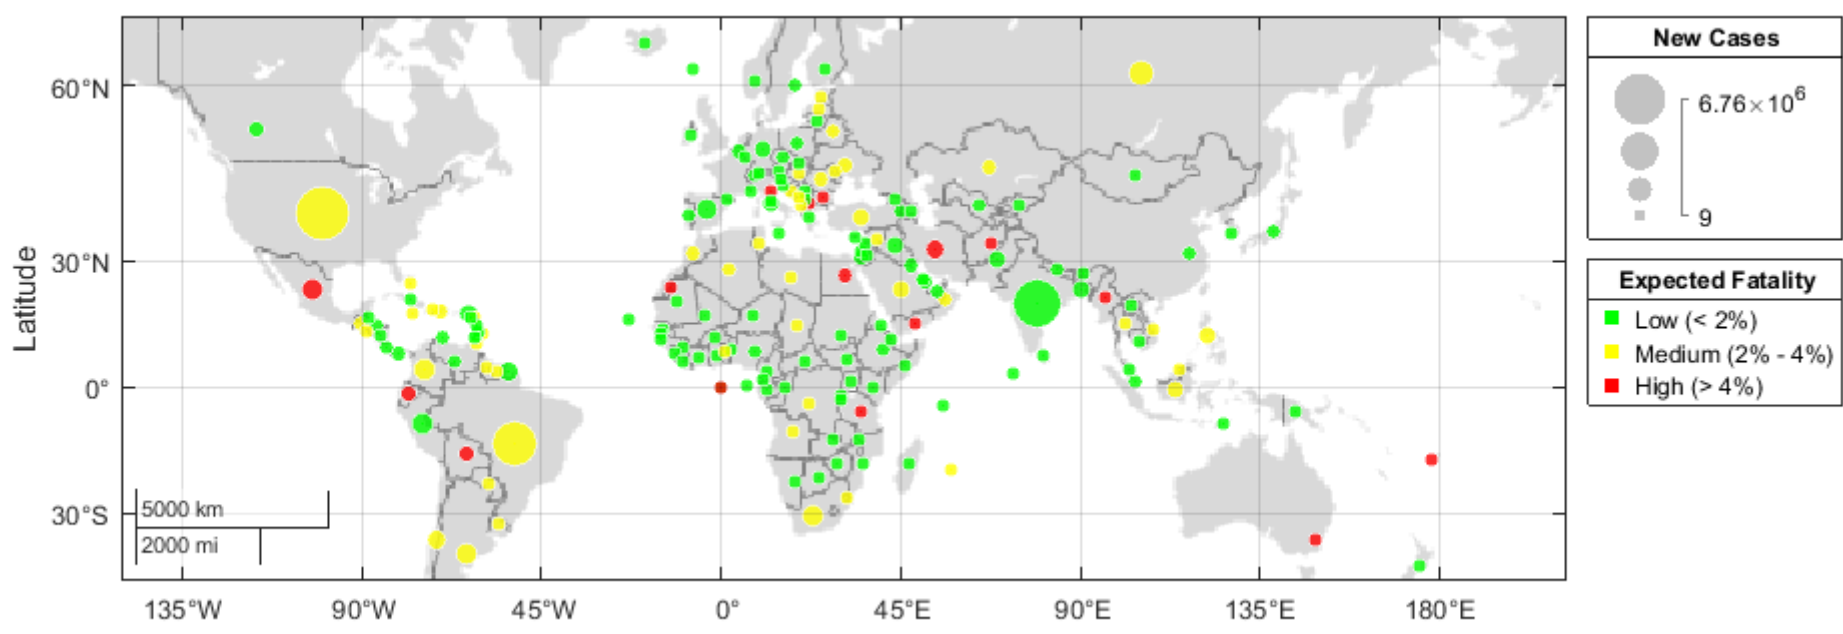 60°N
30°N
0°
30°S
Latitude
5000 km
2000 mi
135°W 90°W 45°W 0° 45°E 90°E 135°E 180°E
New Cases
6.76×10⁶
9
Expected Fatality
Low (< 2%)
Medium (2% - 4%)
High (> 4%)